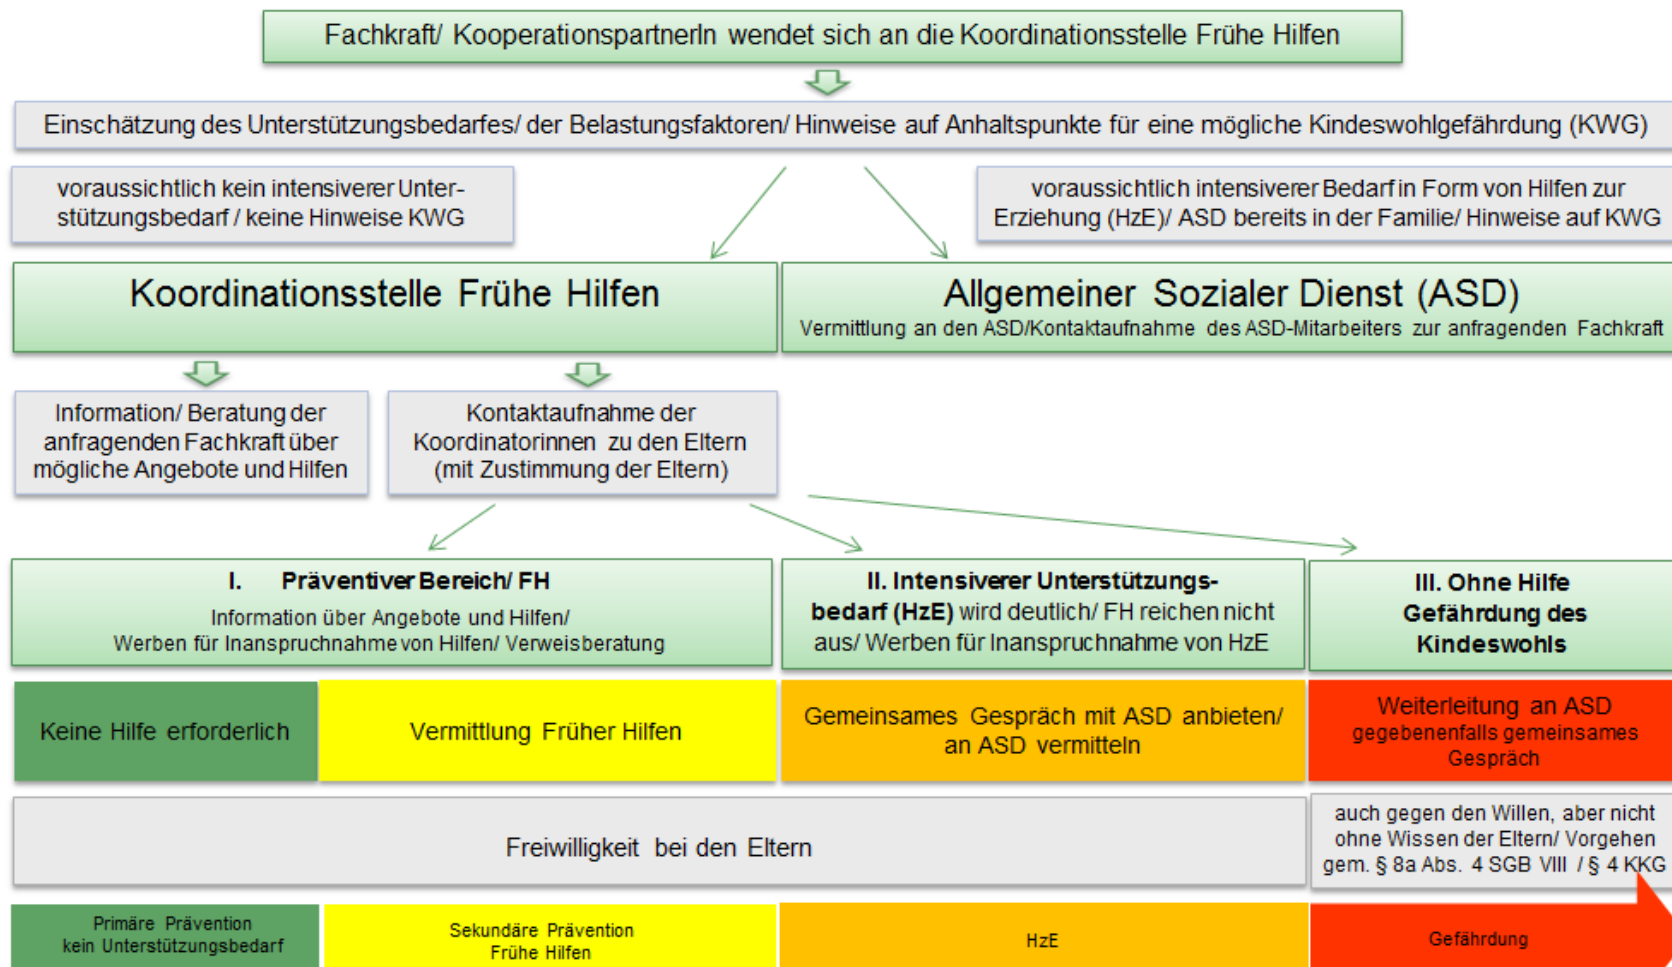 Fachkraft/ KooperationspartnerIn wendet sich an die Koordinationsstelle Frühe Hilfen
Einschätzung des Unterstützungsbedarfes/ der Belastungsfaktoren/ Hinweise auf Anhaltspunkte für eine mögliche Kindeswohlgefährdung (KWG)
voraussichtlich kein intensiverer Unter-
stützungsbedarf / keine Hinweise KWG
voraussichtlich intensiverer Bedarf in Form von Hilfen zur
Erziehung (HzE)/ ASD bereits in der Familie/ Hinweise auf KWG
Koordinationsstelle Frühe Hilfen
Allgemeiner Sozialer Dienst (ASD)
Vermittlung an den ASD/Kontaktaufnahme des ASD-Mitarbeiters zur anfragenden Fachkraft
Information/ Beratung der
anfragenden Fachkraft über
mögliche Angebote und Hilfen
Kontaktaufnahme der
Koordinatorinnen zu den Eltern
(mit Zustimmung der Eltern)
I. Präventiver Bereich/ FH
Information über Angebote und Hilfen/
Werben für Inanspruchnahme von Hilfen/ Verweisberatung
II. Intensiverer Unterstützungs-
bedarf (HzE) wird deutlich/ FH reichen nicht
aus/ Werben für Inanspruchnahme von HzE
III. Ohne Hilfe
Gefährdung des
Kindeswohls
Keine Hilfe erforderlich
Vermittlung Früher Hilfen
Gemeinsames Gespräch mit ASD anbieten/
an ASD vermitteln
Weiterleitung an ASD
gegebenenfalls gemeinsames
Gespräch
Freiwilligkeit bei den Eltern
auch gegen den Willen, aber nicht
ohne Wissen der Eltern/ Vorgehen
gem. § 8a Abs. 4 SGB VIII / § 4 KKG
Primäre Prävention
kein Unterstützungsbedarf
Sekundäre Prävention
Frühe Hilfen
HzE
Gefährdung